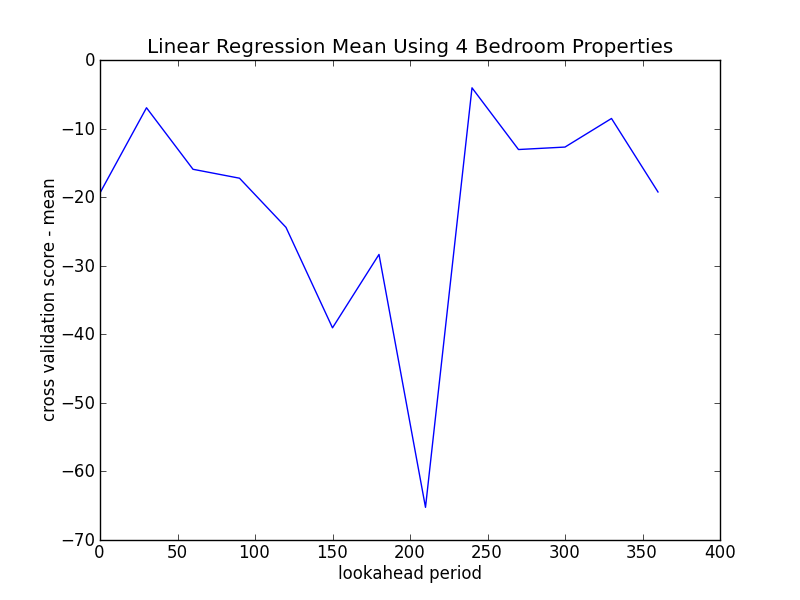 Linear Regression Mean Using 4 Bedroom Properties
0
−10
−20
−30
−40
−50
−60
−70
cross validation score - mean
0 50 100 150 200 250 300 350 400
lookahead period